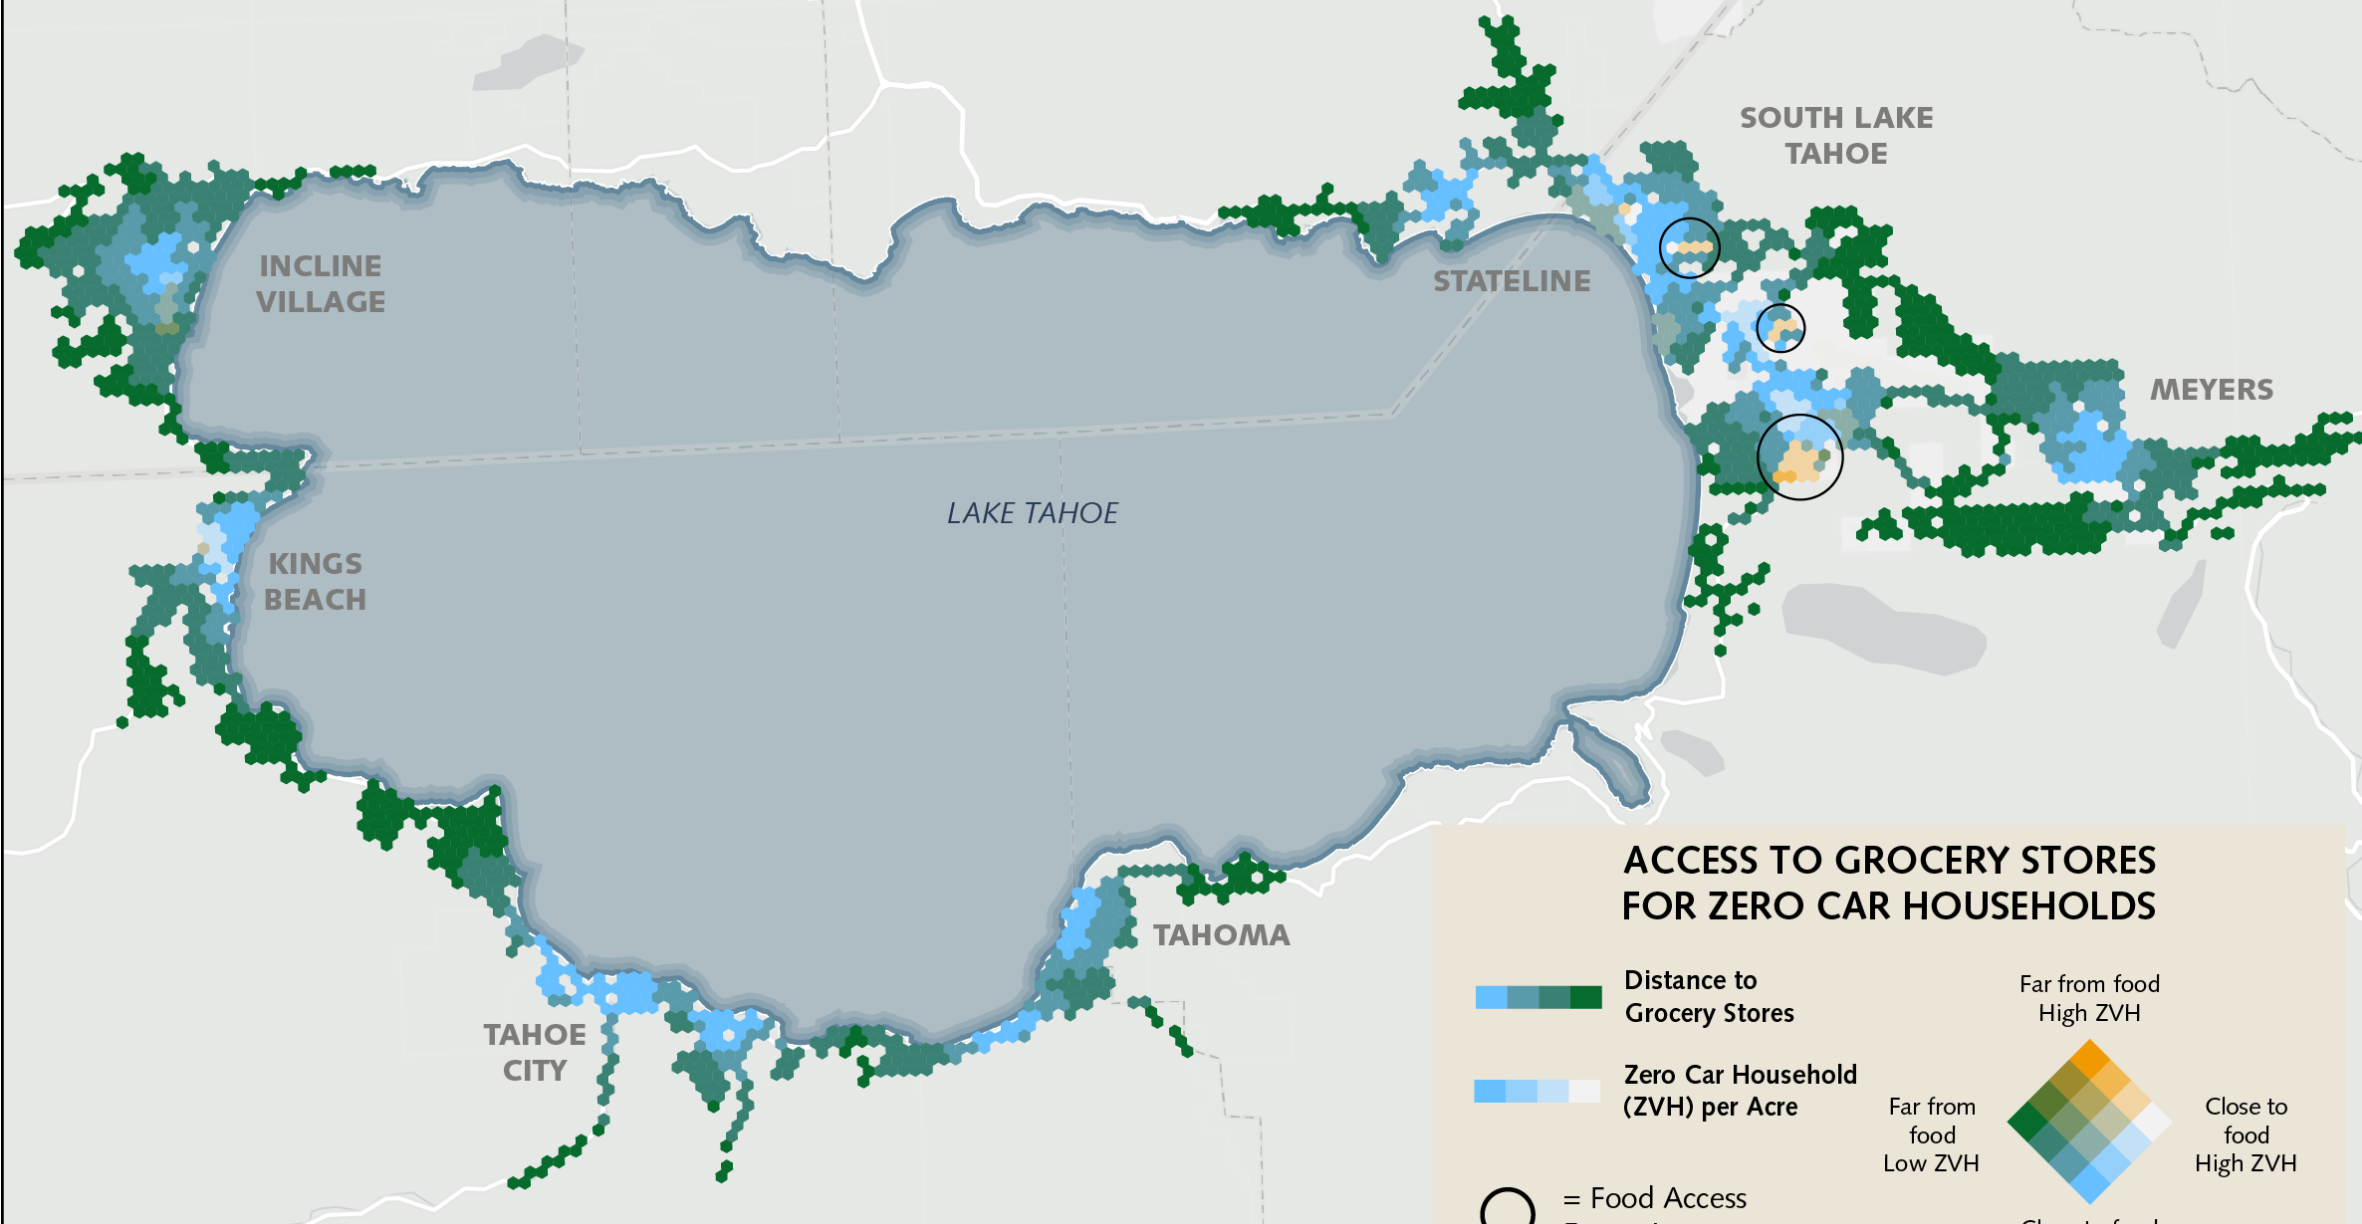 SOUTH LAKE
TAHOE
INCLINE
VILLAGE
STATELINE
MEYERS
LAKE TAHOE
KINGS
BEACH
TAHOMA
TAHOE
CITY
ACCESS TO GROCERY STORES
FOR ZERO CAR HOUSEHOLDS
Distance to
Grocery Stores
Zero Car Household
(ZVH) per Acre
= Food Access
Far from food
High ZVH
Far from
food
Low ZVH
Close to
food
High ZVH